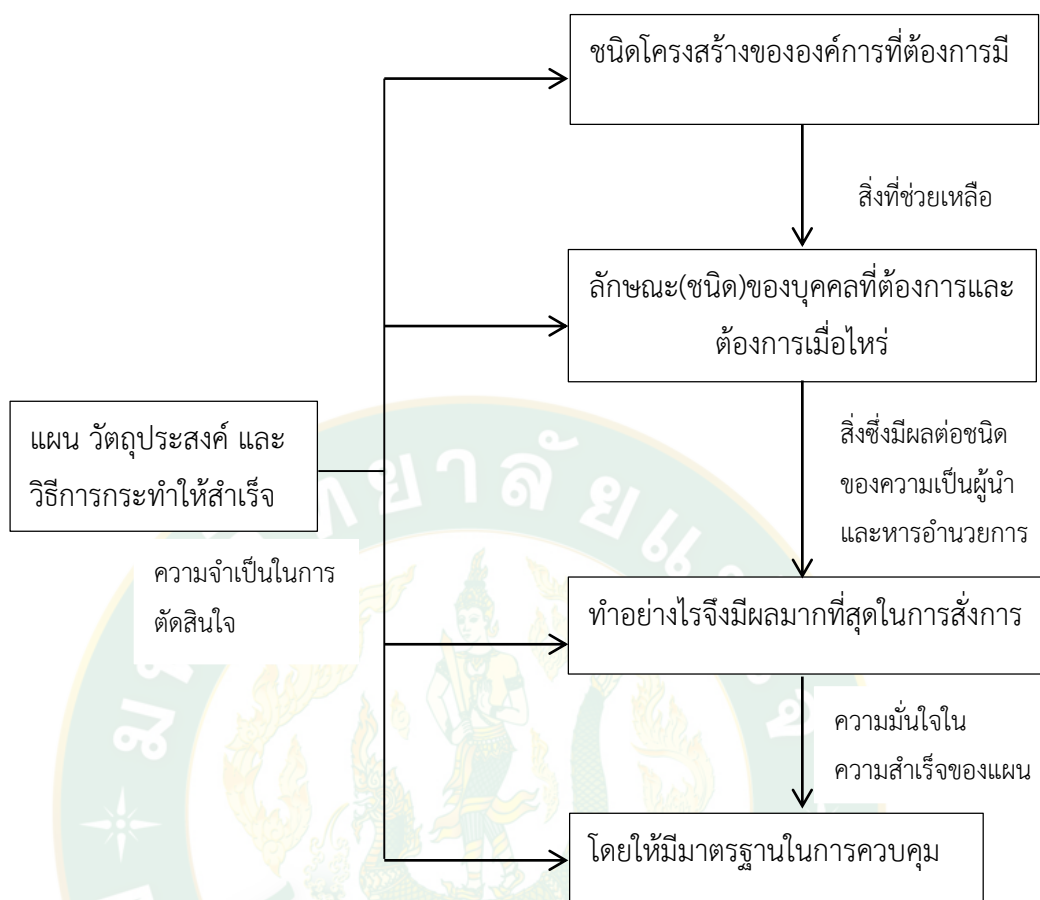 ชนิดโครงสร้างขององค์การที่ต้องการมี
สิ่งที่ช่วยเหลือ
ลักษณะ(ชนิด)ของบุคคลที่ต้องการและ
ต้องการเมื่อไหร่
แผน วัตถุประสงค์ และ
วิธีการกระทำให้สำเร็จ
สิ่งซึ่งมีผลต่อชนิด
ของความเป็นผู้นำ
และหารอำนวยการ
ความจำเป็นในการ
ตัดสินใจ
ทำอย่างไรจึงมีผลมากที่สุดในการสั่งการ
ความมั่นใจใน
ความสำเร็จของแผน
โดยให้มีมาตรฐานในการควบคุม